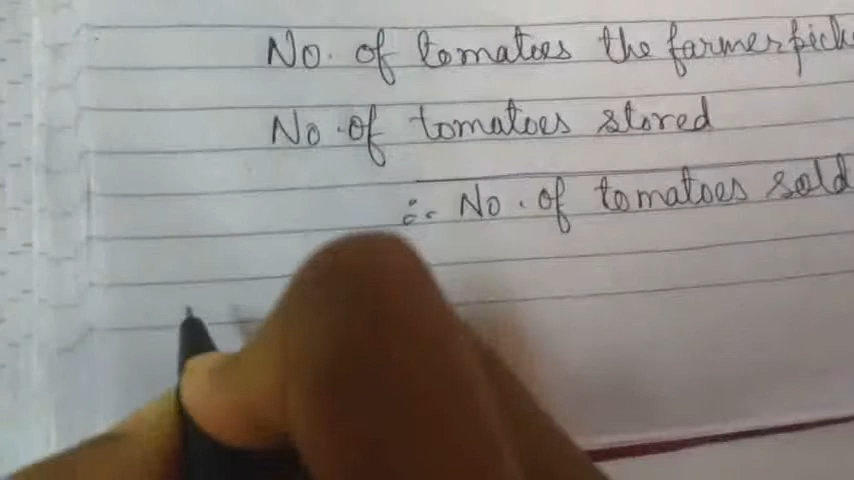 No. of tomatoes the farmer pick
No. of tomatoes stored
∴ No. of tomatoes sold